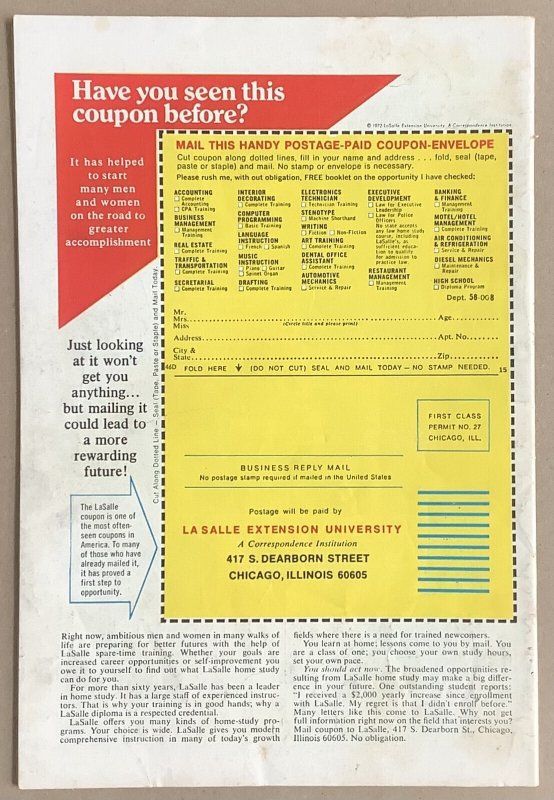 Have you seen this
coupon before?
© 1972 LaSalle Extension University, A Correspondence Institution
It has helped
to start
many men
and women
on the road to
greater
accomplishment
MAIL THIS HANDY POSTAGE-PAID COUPON-ENVELOPE
Cut coupon along dotted lines, fill in your name and address . . . fold, seal (tape,
paste or staple) and mail. No stamp or envelope is necessary.
Please rush me, with out obligation, FREE booklet on the opportunity I have checked:
ACCOUNTING
Complete
Accounting
CPA Training
BUSINESS
MANAGEMENT
Management
Training
REAL ESTATE
Complete Training
TRAFFIC &
TRANSPORTATION
Complete Training
SECRETARIAL
Complete Training
INTERIOR
DECORATING
Complete Training
COMPUTER
PROGRAMMING
Basic Training
LANGUAGE
INSTRUCTION
French Spanish
MUSIC
INSTRUCTION
Piano Guitar
Spinet Organ
DRAFTING
Complete Training
ELECTRONICS
TECHNICIAN
Technician Training
STENOTYPE
Machine Shorthand
WRITING
Fiction Non-Fiction
ART TRAINING
Complete Training
DENTAL OFFICE
ASSISTANT
Complete Training
AUTOMOTIVE
MECHANICS
Service & Repair
EXECUTIVE
DEVELOPMENT
Law for Executive
Leadership
Law for Police
Officers
No state accepts
any law home study
course, including
LaSalle's, as
sufficient educa-
tion to qualify
for admission to
practice law.
RESTAURANT
MANAGEMENT
Management
Training
BANKING
& FINANCE
Management
Training
MOTEL/HOTEL
MANAGEMENT
Complete Training
AIR CONDITIONING
& REFRIGERATION
Service & Repair
DIESEL MECHANICS
Maintenance &
Repair
HIGH SCHOOL
Diploma Program
Dept. 58-008
Mr.
Mrs.
Miss
Age
(Circle title and please print)
Address Apt. No.
City &
State Zip
46D FOLD HERE (DO NOT CUT) SEAL AND MAIL TODAY—NO STAMP NEEDED. 15
Cut Along Dotted Line — Seal (Tape, Paste or Staple) and Mail Today.
Just looking
at it won't
get you
anything...
but mailing it
could lead to
a more
rewarding
future!
The LaSalle
coupon is one of
the most often-
seen coupons in
America. To many
of those who have
already mailed it,
it has proved a
first step to
opportunity.
FIRST CLASS
PERMIT NO. 27
CHICAGO, ILL.
BUSINESS REPLY MAIL
No postage stamp required if mailed in the United States
Postage will be paid by
LA SALLE EXTENSION UNIVERSITY
A Correspondence Institution
417 S. DEARBORN STREET
CHICAGO, ILLINOIS 60605
Right now, ambitious men and women in many walks of
life are preparing for better futures with the help of
LaSalle spare-time training. Whether your goals are
increased career opportunities or self-improvement you
owe it to yourself to find out what LaSalle home study
can do for you.
For more than sixty years, LaSalle has been a leader
in home study. It has a large staff of experienced instruc-
tors. That is why your training is in good hands; why a
LaSalle diploma is a respected credential.
LaSalle offers you many kinds of home-study pro-
grams. Your choice is wide. LaSalle gives you modern
comprehensive instruction in many of today's growth
fields where there is a need for trained newcomers.
You learn at home; lessons come to you by mail. You
are a class of one; you choose your own study hours,
set your own pace.
You should act now. The broadened opportunities re-
sulting from LaSalle home study may make a big differ-
ence in your future. One outstanding student reports:
"I received a $2,000 yearly increase since enrollment
with LaSalle. My regret is that I didn't enroll before."
Many letters like this come to LaSalle. Why not get
full information right now on the field that interests you?
Mail coupon to LaSalle, 417 S. Dearborn St., Chicago,
Illinois 60605. No obligation.